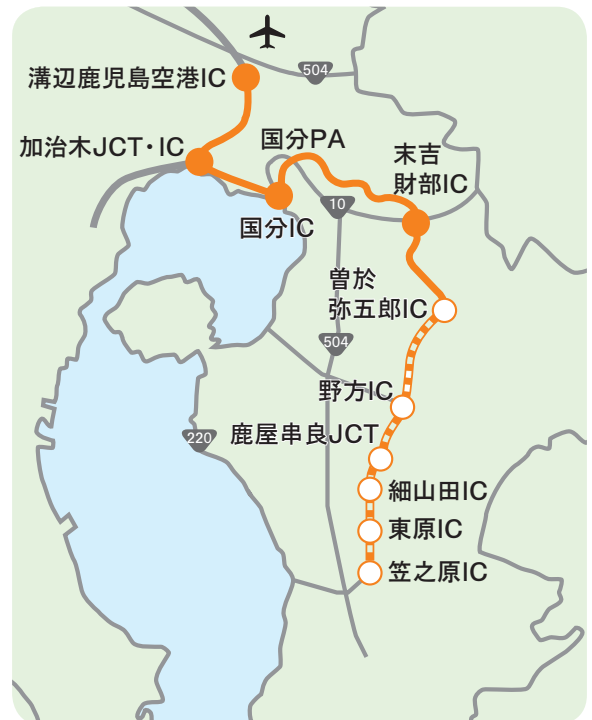 504
溝辺鹿児島空港IC
加治木JCT・IC
国分PA
末吉
財部IC
10
国分IC
曽於
弥五郎IC
504
野方IC
220
鹿屋串良JCT
細山田IC
東原IC
笠之原IC